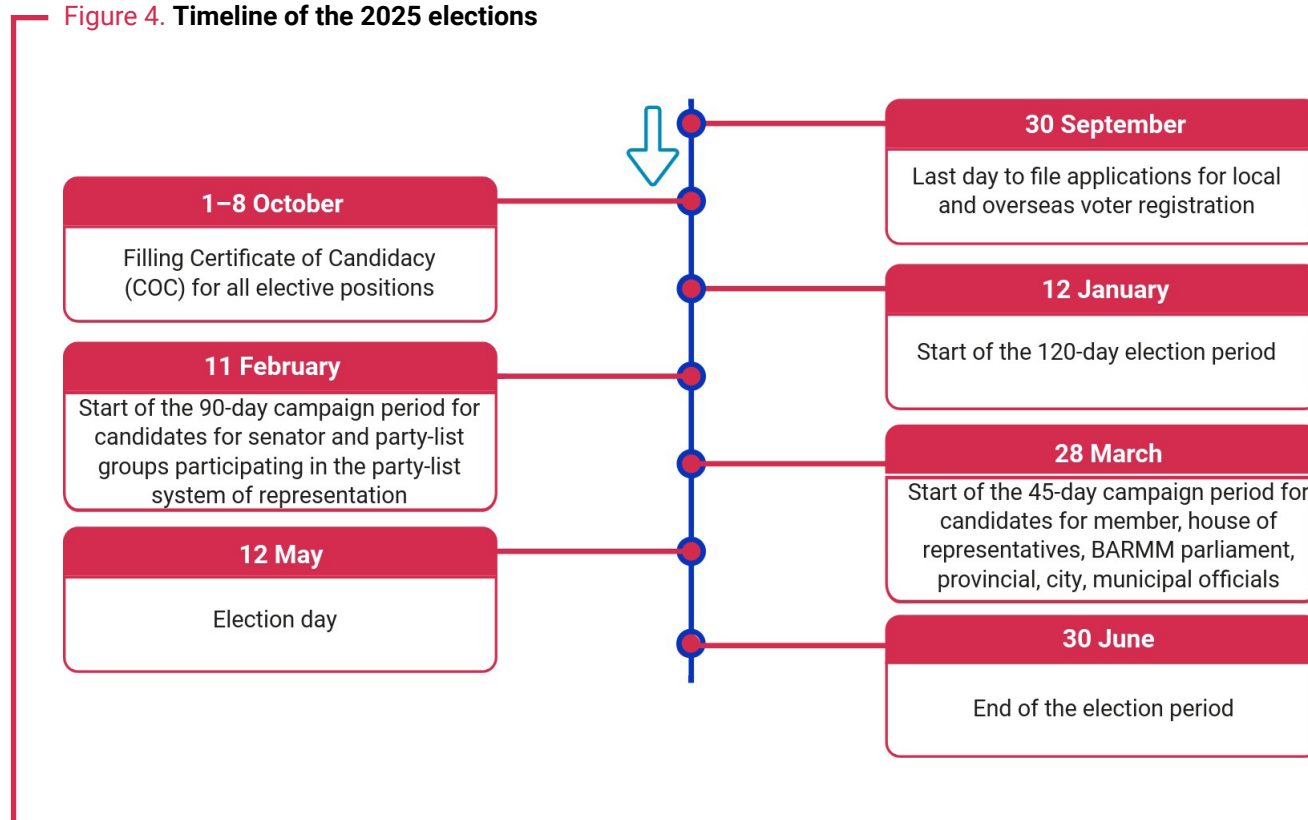 Figure 4. Timeline of the 2025 elections
30 September
Last day to file applications for local
and overseas voter registration
1–8 October
Filling Certificate of Candidacy
(COC) for all elective positions
12 January
Start of the 120-day election period
11 February
Start of the 90-day campaign period for
candidates for senator and party-list
groups participating in the party-list
system of representation
28 March
Start of the 45-day campaign period for
candidates for member, house of
representatives, BARMM parliament,
provincial, city, municipal officials
12 May
Election day
30 June
End of the election period